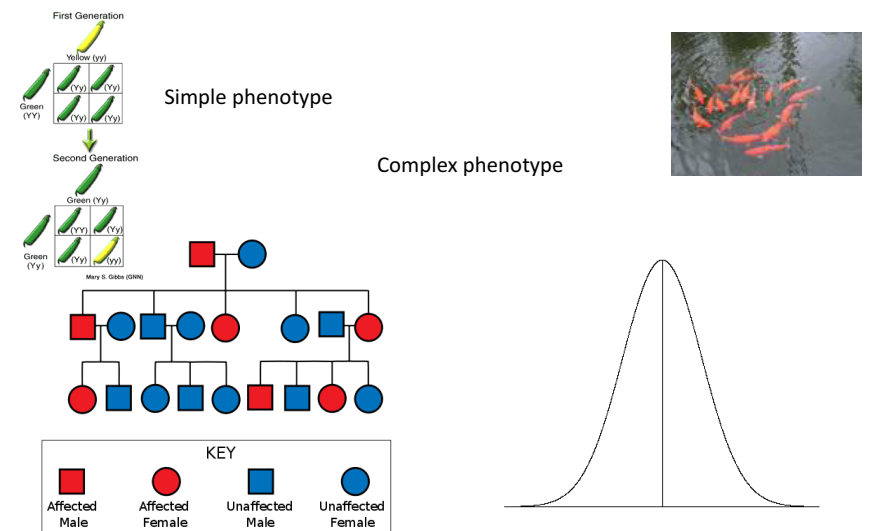 First Generation
Yellow (yy)
(Yy) (Yy)
Green
(YY)
(Yy) (Yy)
Simple phenotype
Second Generation
Complex phenotype
Green (Yy)
(YY) (Yy)
Green
(Yy)
(Yy) (yy)
Mary S. Gibbs (GNN)
KEY
Affected
Male
Affected
Female
Unaffected
Male
Unaffected
Female